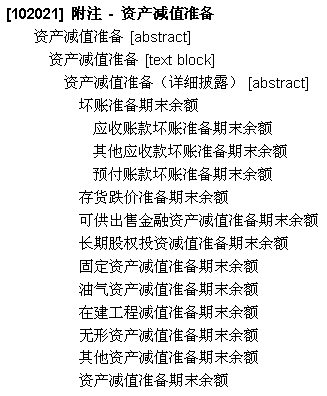 [102021] 附注 - 资产减值准备
资产减值准备 [abstract]
资产减值准备 [text block]
资产减值准备（详细披露） [abstract]
坏账准备期末余额
应收账款坏账准备期末余额
其他应收款坏账准备期末余额
预付账款坏账准备期末余额
存货跌价准备期末余额
可供出售金融资产减值准备期末余额
长期股权投资减值准备期末余额
固定资产减值准备期末余额
油气资产减值准备期末余额
在建工程减值准备期末余额
无形资产减值准备期末余额
其他资产减值准备期末余额
资产减值准备期末余额